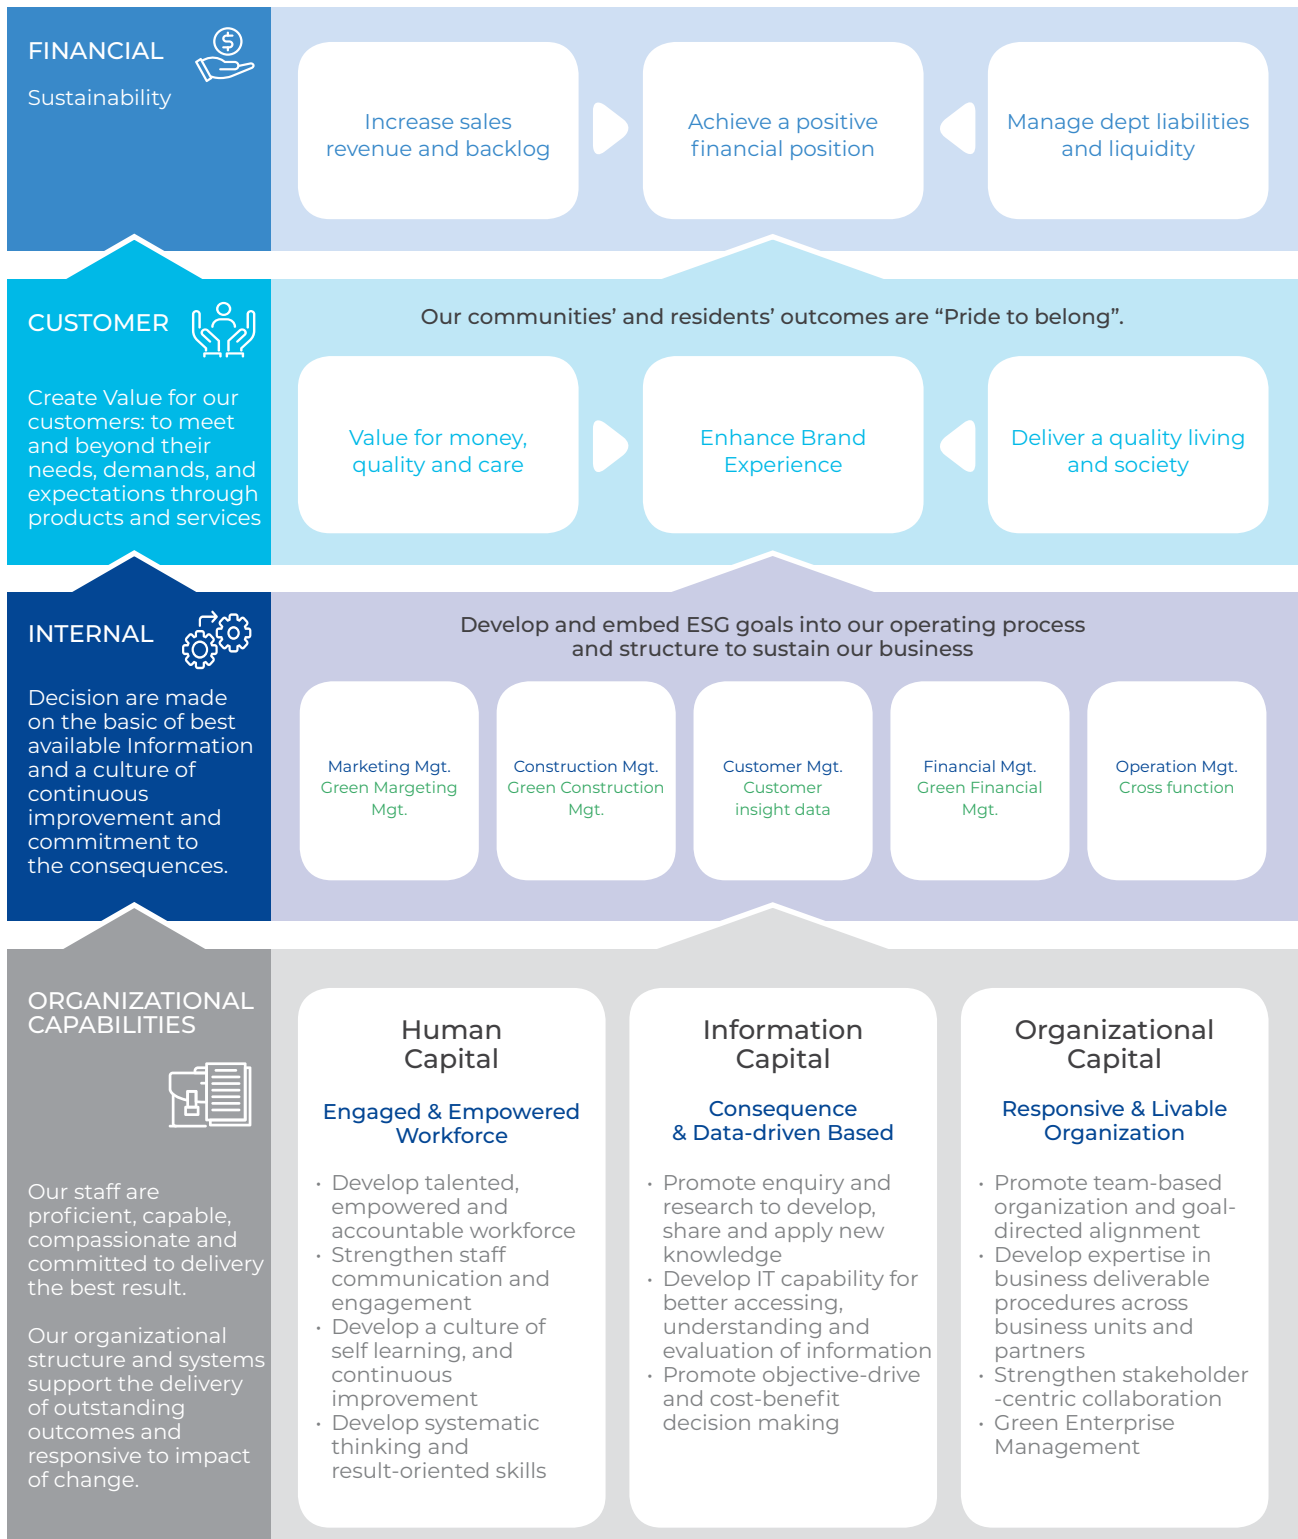 FINANCIAL
Sustainability
$
Increase sales
revenue and backlog
Achieve a positive
financial position
Manage dept liabilities
and liquidity
CUSTOMER
Create Value for our
customers: to meet
and beyond their
needs, demands, and
expectations through
products and services
Our communities’ and residents’ outcomes are “Pride to belong”.
Value for money,
quality and care
Enhance Brand
Experience
Deliver a quality living
and society
INTERNAL
Decision are made
on the basic of best
available Information
and a culture of
continuous
improvement and
commitment to
the consequences.
Develop and embed ESG goals into our operating process
and structure to sustain our business
Marketing Mgt.
Green Margeting
Mgt.
Construction Mgt.
Green Construction
Mgt.
Customer Mgt.
Customer
insight data
Financial Mgt.
Green Financial
Mgt.
Operation Mgt.
Cross function
ORGANIZATIONAL
CAPABILITIES
Our staff are
proficient, capable,
compassionate and
committed to delivery
the best result.
Our organizational
structure and systems
support the delivery
of outstanding
outcomes and
responsive to impact
of change.
Human
Capital
Engaged & Empowered
Workforce
• Develop talented,
empowered and
accountable workforce
• Strengthen staff
communication and
engagement
• Develop a culture of
self learning, and
continuous
improvement
• Develop systematic
thinking and
result-oriented skills
Information
Capital
Consequence
& Data-driven Based
• Promote enquiry and
research to develop,
share and apply new
knowledge
• Develop IT capability for
better accessing,
understanding and
evaluation of information
• Promote objective-drive
and cost-benefit
decision making
Organizational
Capital
Responsive & Livable
Organization
• Promote team-based
organization and goal-
directed alignment
• Develop expertise in
business deliverable
procedures across
business units and
partners
• Strengthen stakeholder
-centric collaboration
• Green Enterprise
Management